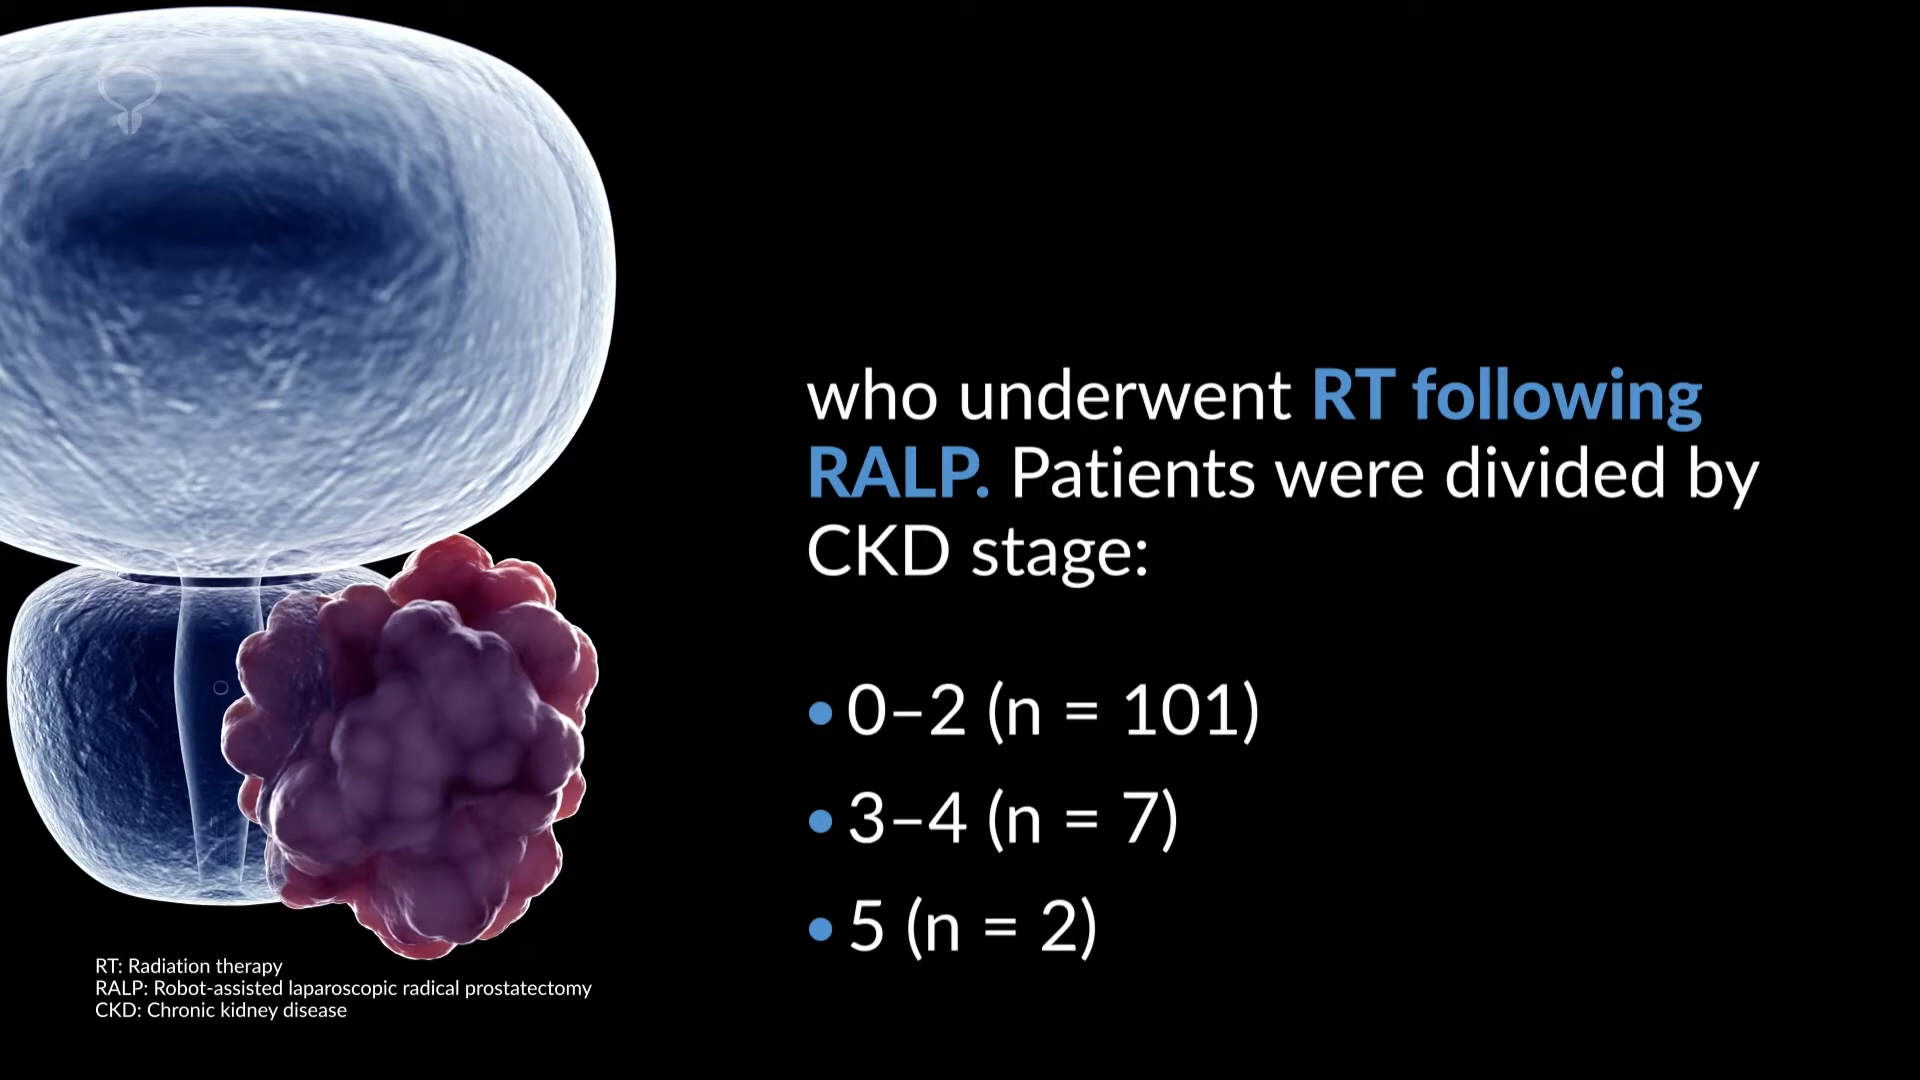 who underwent RT following
RALP. Patients were divided by
CKD stage:
• 0–2 (n = 101)
• 3–4 (n = 7)
• 5 (n = 2)
RT: Radiation therapy
RALP: Robot-assisted laparoscopic radical prostatectomy
CKD: Chronic kidney disease